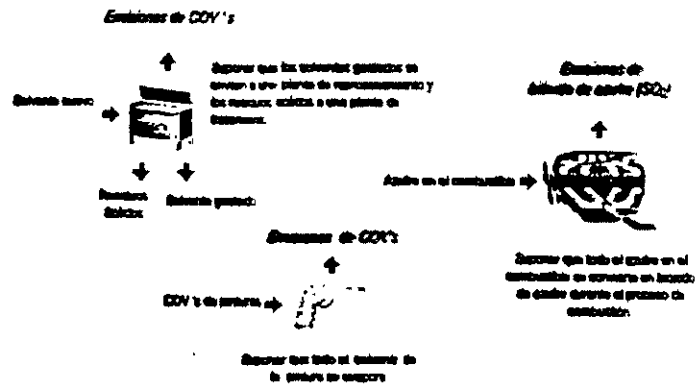 Emisiones de COV's
Suponer que los solventes gastados se
envían a una planta de reprocesamiento y
los residuos sólidos a una planta de
tratamiento.
Solvente nuevo
Residuos
Sólidos
Solvente gastado
Emisiones de
bióxido de azufre (SO2)
Azufre en el combustible
Suponer que todo el azufre en el
combustible se convierte en bióxido
de azufre durante el proceso de
combustión.
Emisiones de COV's
COV's de pinturas
Suponer que todo el solvente de
la pintura se evapora